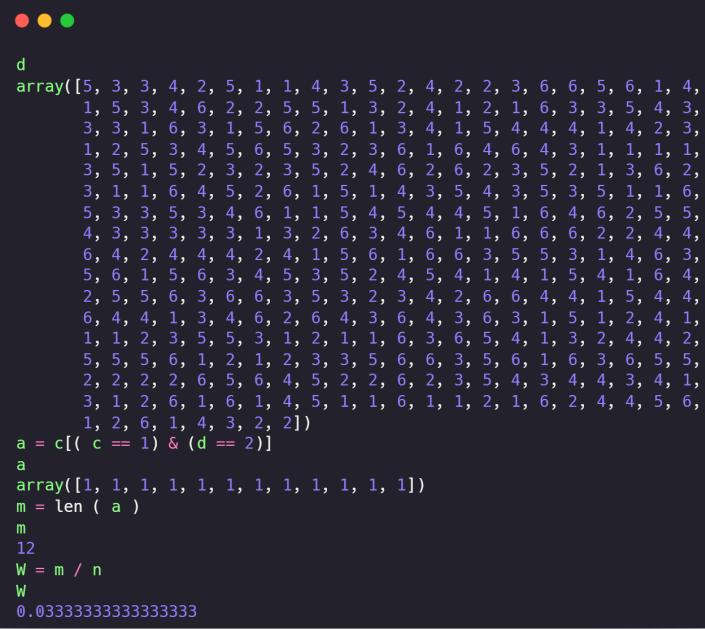 d
array([5, 3, 3, 4, 2, 5, 1, 1, 4, 3, 5, 2, 4, 2, 2, 3, 6, 6, 5, 6, 1, 4,
1, 5, 3, 4, 6, 2, 2, 5, 5, 1, 3, 2, 4, 1, 2, 1, 6, 3, 3, 5, 4, 3,
3, 3, 1, 6, 3, 1, 5, 6, 2, 6, 1, 3, 4, 1, 5, 4, 4, 4, 1, 4, 2, 3,
1, 2, 5, 3, 4, 5, 6, 5, 3, 2, 3, 6, 1, 6, 4, 6, 4, 3, 1, 1, 1, 1,
3, 5, 1, 5, 2, 3, 2, 3, 5, 2, 4, 6, 2, 6, 2, 3, 5, 2, 1, 3, 6, 2,
3, 1, 1, 6, 4, 5, 2, 6, 1, 5, 1, 4, 3, 5, 4, 3, 5, 3, 5, 1, 1, 6,
5, 3, 3, 5, 3, 4, 6, 1, 1, 5, 4, 5, 4, 4, 5, 1, 6, 4, 6, 2, 5, 5,
4, 3, 3, 3, 3, 3, 1, 3, 2, 6, 3, 4, 6, 1, 1, 6, 6, 6, 2, 2, 4, 4,
6, 4, 2, 4, 4, 4, 2, 4, 1, 5, 6, 1, 6, 6, 3, 5, 5, 3, 1, 4, 6, 3,
5, 6, 1, 5, 6, 3, 4, 5, 3, 5, 2, 4, 5, 4, 1, 4, 1, 5, 4, 1, 6, 4,
2, 5, 5, 6, 3, 6, 6, 3, 5, 3, 2, 3, 4, 2, 6, 6, 4, 4, 1, 5, 4, 4,
6, 4, 4, 1, 3, 4, 6, 2, 6, 4, 3, 6, 4, 3, 6, 3, 1, 5, 1, 2, 4, 1,
1, 1, 2, 3, 5, 5, 3, 1, 2, 1, 1, 6, 3, 6, 5, 4, 1, 3, 2, 4, 4, 2,
5, 5, 5, 6, 1, 2, 1, 2, 3, 3, 5, 6, 6, 3, 5, 6, 1, 6, 3, 6, 5, 5,
2, 2, 2, 2, 6, 5, 6, 4, 5, 2, 2, 6, 2, 3, 5, 4, 3, 4, 4, 3, 4, 1,
3, 1, 2, 6, 1, 6, 1, 4, 5, 1, 1, 6, 1, 1, 2, 1, 6, 2, 4, 4, 5, 6,
1, 2, 6, 1, 4, 3, 2, 2])
a = c[( c == 1) & (d == 2)]
a
array([1, 1, 1, 1, 1, 1, 1, 1, 1, 1, 1, 1])
m = len ( a )
m
12
W = m / n
W
0.03333333333333333